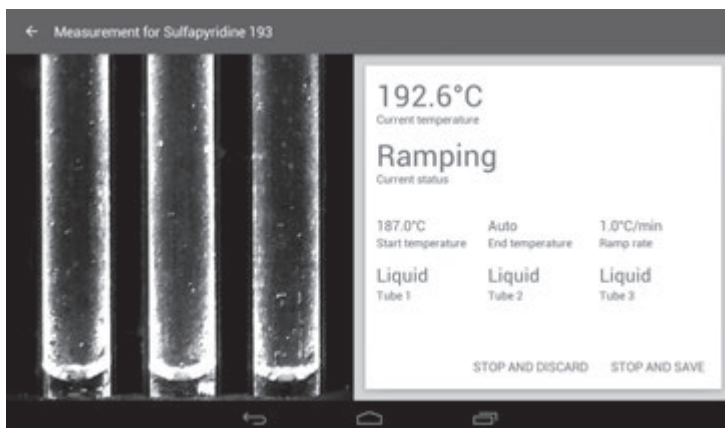 Measurement for Sulfapyridine 193
192.6°C
Current temperature
Ramping
Current status
187.0°C Auto 1.0°C/min
Start temperature End temperature Ramp rate
Liquid Liquid Liquid
Tube 1 Tube 2 Tube 3
STOP AND DISCARD STOP AND SAVE